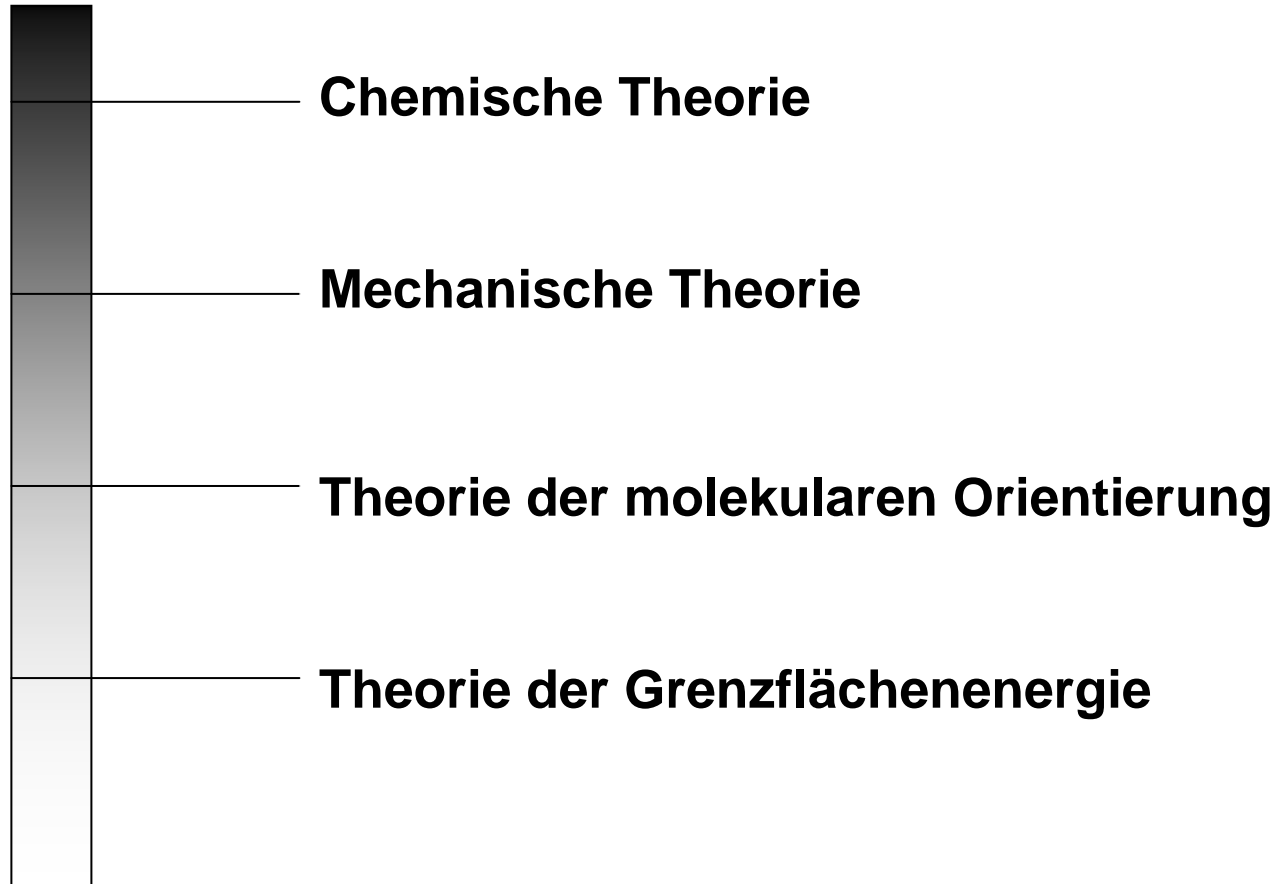 Chemische Theorie
Mechanische Theorie
Theorie der molekularen Orientierung
Theorie der Grenzflächenenergie